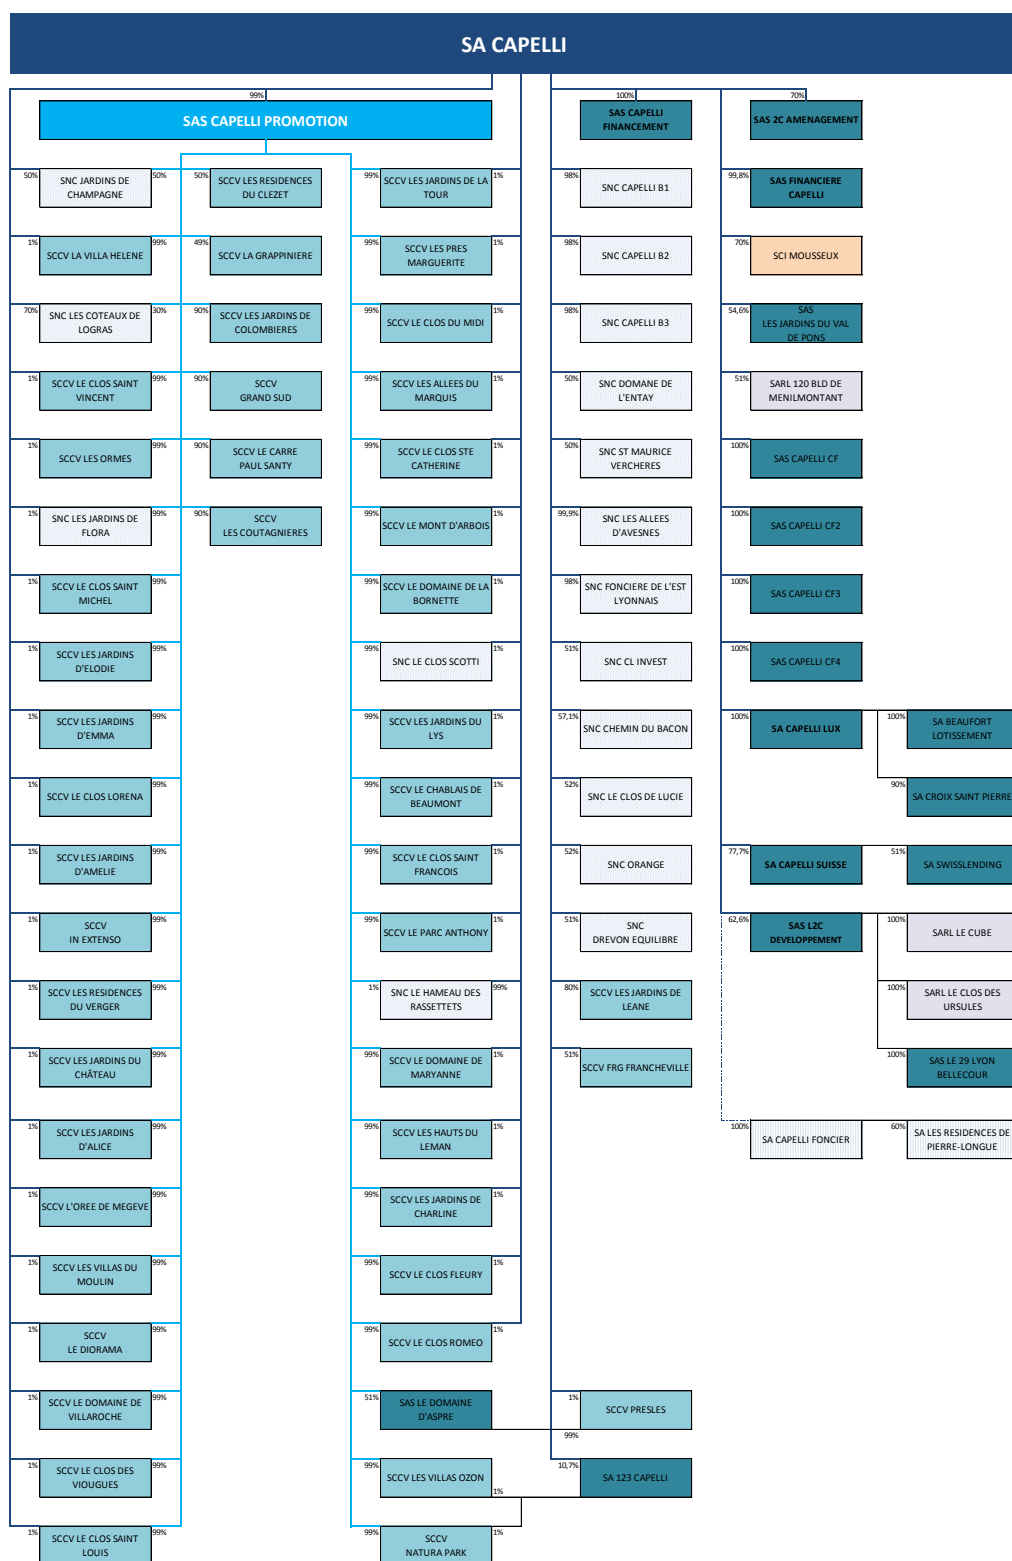 SA CAPELLI
99%
100%
70%
SAS CAPELLI PROMOTION
SAS CAPELLI
FINANCEMENT
SAS 2C AMENAGEMENT
50%
SNC JARDINS DE
CHAMPAGNE
50%
50%
SCCV LES RESIDENCES
DU CLEZET
99%
SCCV LES JARDINS DE LA
TOUR
1%
98%
SNC CAPELLI B1
99,8%
SAS FINANCIERE
CAPELLI
1%
SCCV LA VILLA HELENE
99%
49%
SCCV LA GRAPPINIERE
99%
SCCV LES PRES
MARGUERITE
1%
98%
SNC CAPELLI B2
70%
SCI MOUSSEUX
70%
SNC LES COTEAUX DE
LOGRAS
30%
90%
SCCV LES JARDINS DE
COLOMBIERES
99%
SCCV LE CLOS DU MIDI
1%
98%
SNC CAPELLI B3
54,6%
SAS
LES JARDINS DU VAL
DE PONS
1%
SCCV LE CLOS SAINT
VINCENT
99%
90%
SCCV
GRAND SUD
99%
SCCV LES ALLEES DU
MARQUIS
1%
50%
SNC DOMANE DE
L'ENTAY
51%
SARL 120 BLD DE
MENILMONTANT
1%
SCCV LES ORMES
99%
90%
SCCV LE CARRE
PAUL SANTY
99%
SCCV LE CLOS STE
CATHERINE
1%
50%
SNC ST MAURICE
VERCHERES
100%
SAS CAPELLI CF
1%
SNC LES JARDINS DE
FLORA
99%
90%
SCCV
LES COUTAGNIERES
99%
SCCV LE MONT D'ARBOIS
1%
99,9%
SNC LES ALLEES
D'AVESNES
100%
SAS CAPELLI CF2
1%
SCCV LE CLOS SAINT
MICHEL
99%
99%
SCCV LE DOMAINE DE LA
BORNETTE
1%
98%
SNC FONCIERE DE L'EST
LYONNAIS
100%
SAS CAPELLI CF3
1%
SCCV LES JARDINS
D'ELODIE
99%
99%
SNC LE CLOS SCOTTI
1%
51%
SNC CL INVEST
100%
SAS CAPELLI CF4
1%
SCCV LES JARDINS
D'EMMA
99%
99%
SCCV LES JARDINS DU
LYS
1%
57,1%
SNC CHEMIN DU BACON
100%
SA CAPELLI LUX
100%
SA BEAUFORT
LOTISSEMENT
1%
SCCV LE CLOS LORENA
99%
99%
SCCV LE CHABLAIS DE
BEAUMONT
1%
52%
SNC LE CLOS DE LUCIE
90%
SA CROIX SAINT PIERRE
1%
SCCV LES JARDINS
D'AMELIE
99%
99%
SCCV LE CLOS SAINT
FRANCOIS
1%
52%
SNC ORANGE
77,7%
SA CAPELLI SUISSE
51%
SA SWISSLENDING
1%
SCCV
IN EXTENSO
99%
99%
SCCV LE PARC ANTHONY
1%
51%
SNC
DREVON EQUILIBRE
62,6%
SAS L2C
DEVELOPPEMENT
100%
SARL LE CUBE
1%
SCCV LES RESIDENCES
DU VERGER
99%
1%
SNC LE HAMEAU DES
RASSETTETS
99%
80%
SCCV LES JARDINS DE
LEANE
100%
SARL LE CLOS DES
URSULES
1%
SCCV LES JARDINS DU
CHÂTEAU
99%
99%
SCCV LE DOMAINE DE
MARYANNE
1%
51%
SCCV FRG FRANCHEVILLE
100%
SAS LE 29 LYON
BELLECOUR
1%
SCCV LES JARDINS
D'ALICE
99%
99%
SCCV LES HAUTS DU
LEMAN
1%
100%
SA CAPELLI FONCIER
60%
SA LES RESIDENCES DE
PIERRE-LONGUE
1%
SCCV L'OREE DE MEGEVE
99%
99%
SCCV LES JARDINS DE
CHARLINE
1%
1%
SCCV LES VILLAS DU
MOULIN
99%
99%
SCCV LE CLOS FLEURY
1%
1%
SCCV
LE DIORAMA
99%
99%
SCCV LE CLOS ROMEO
1%
1%
SCCV LE DOMAINE DE
VILLAROCHE
99%
51%
SAS LE DOMAINE
D'ASPRE
1%
SCCV PRESLES
99%
1%
SCCV LE CLOS DES
VIOUGUES
99%
99%
SCCV LES VILLAS OZON
1%
10,7%
SA 123 CAPELLI
1%
SCCV LE CLOS SAINT
LOUIS
99%
99%
SCCV
NATURA PARK
1%